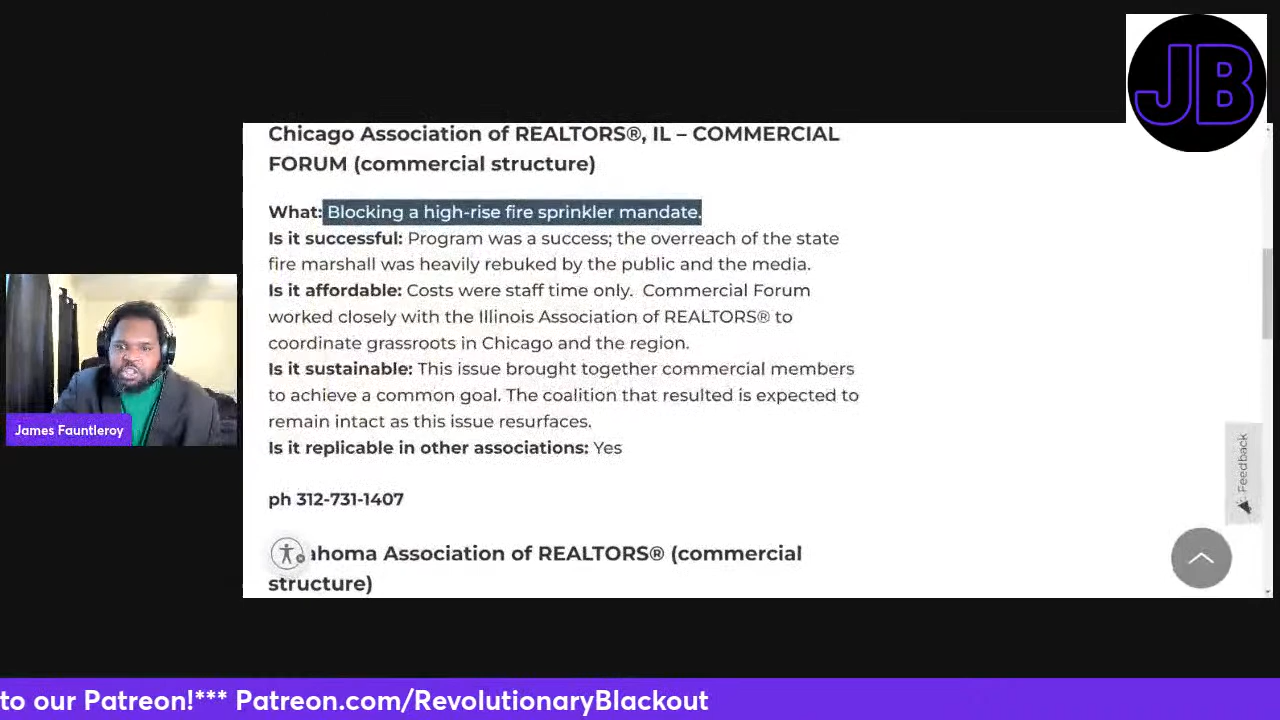 JB
Chicago Association of REALTORS®, IL – COMMERCIAL
FORUM (commercial structure)
What: Blocking a high-rise fire sprinkler mandate.
Is it successful: Program was a success; the overreach of the state
fire marshall was heavily rebuked by the public and the media.
Is it affordable: Costs were staff time only.  Commercial Forum
worked closely with the Illinois Association of REALTORS® to
coordinate grassroots in Chicago and the region.
Is it sustainable: This issue brought together commercial members
to achieve a common goal. The coalition that resulted is expected to
remain intact as this issue resurfaces.
Is it replicable in other associations: Yes
ph 312-731-1407
ahoma Association of REALTORS® (commercial
structure)
Feedback
James Fauntleroy
to our Patreon!*** Patreon.com/RevolutionaryBlackout